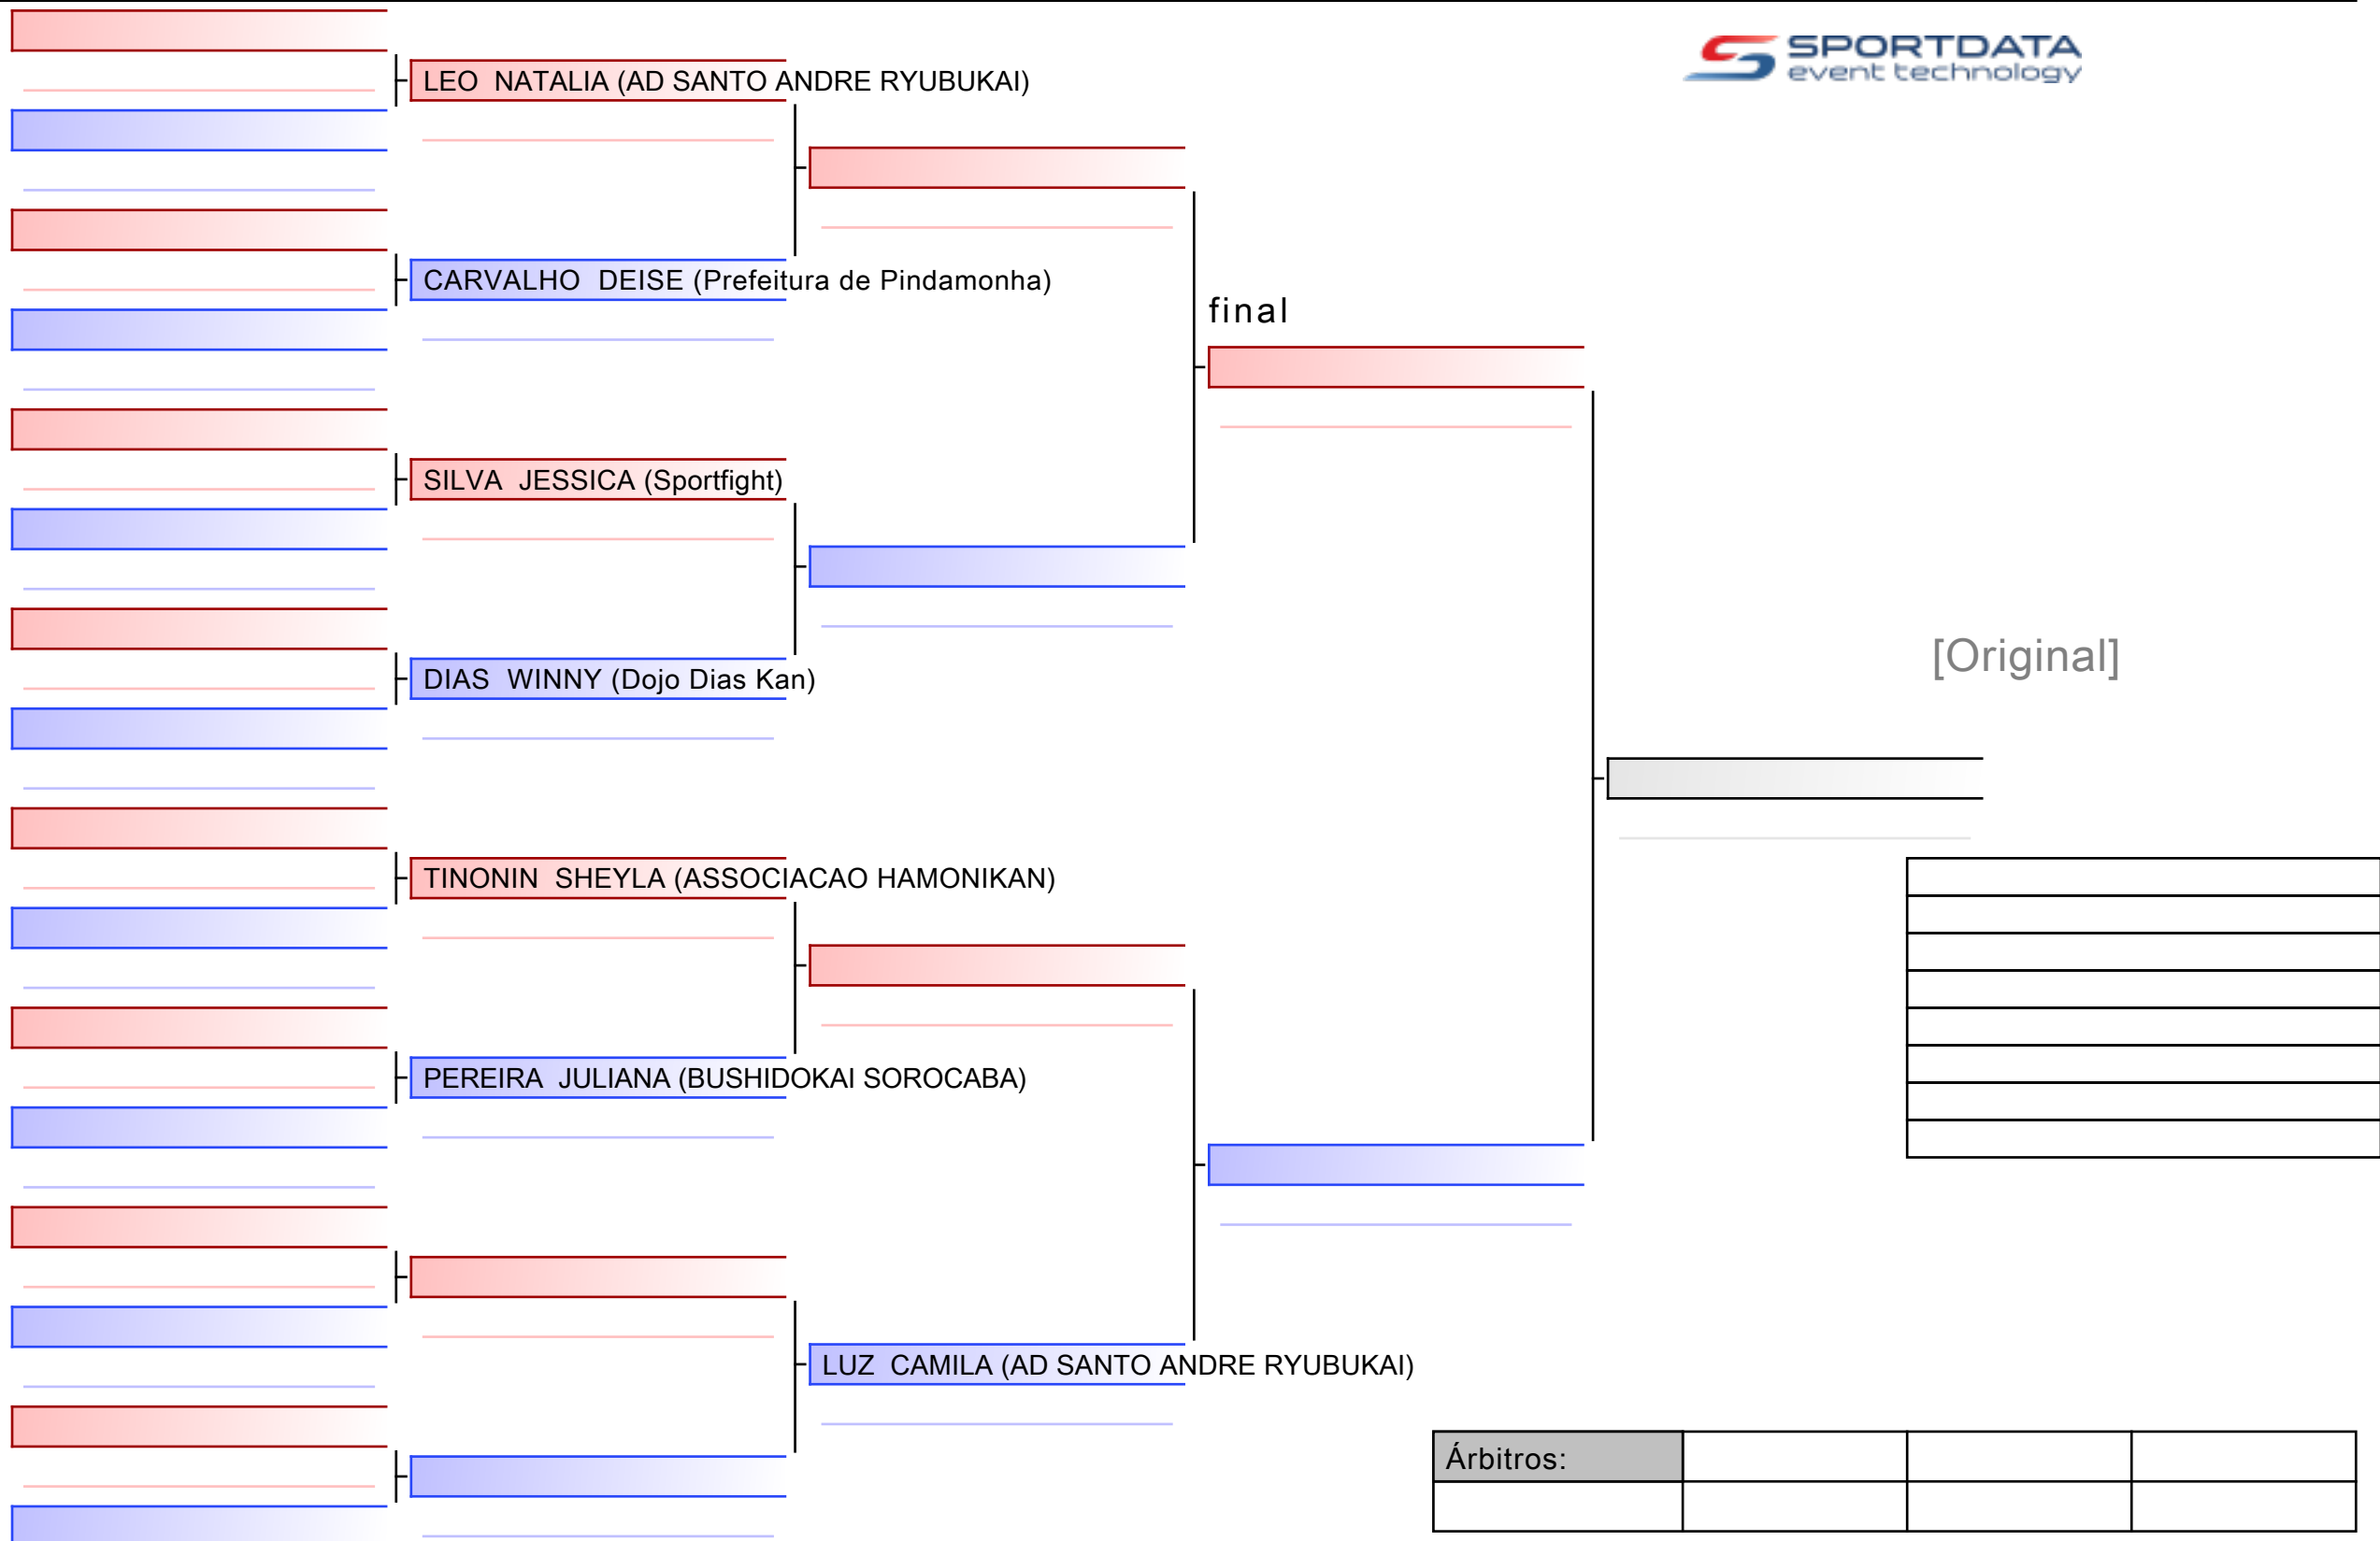 SPORTDATA
event technology
LEO NATALIA (AD SANTO ANDRE RYUBUKAI)
CARVALHO DEISE (Prefeitura de Pindamonha)
final
SILVA JESSICA (Sportfight)
[Original]
DIAS WINNY (Dojo Dias Kan)
TINONIN SHEYLA (ASSOCIACAO HAMONIKAN)
PEREIRA JULIANA (BUSHIDOKAI SOROCABA)
LUZ CAMILA (AD SANTO ANDRE RYUBUKAI)
Árbitros: